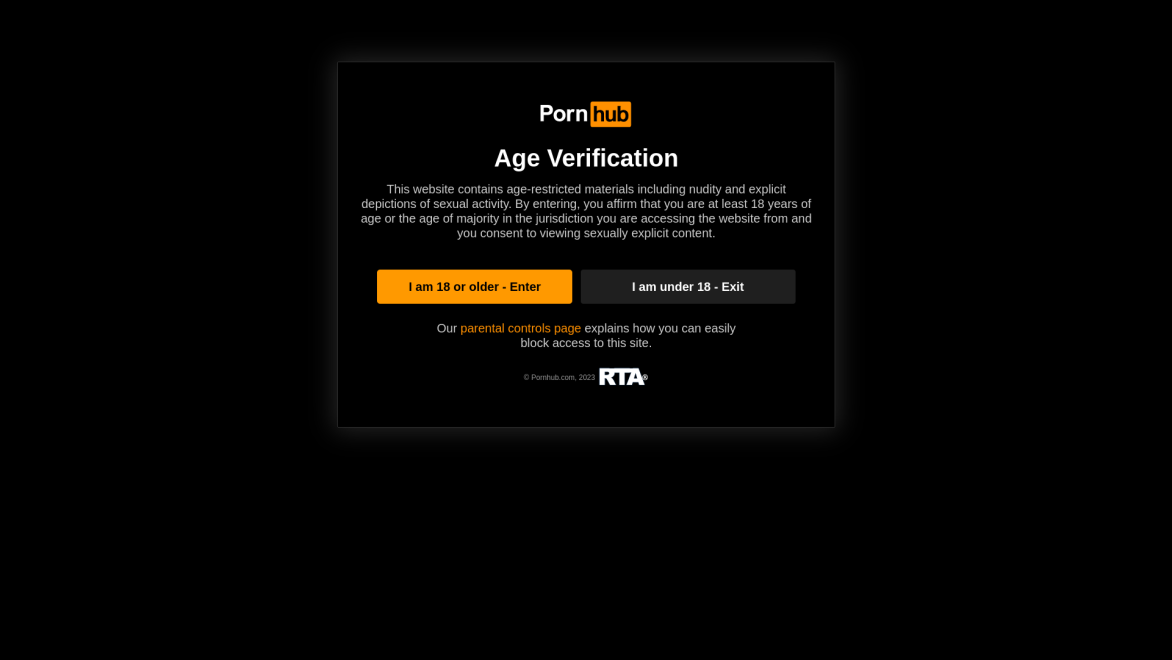 Pornhub
Age Verification
This website contains age-restricted materials including nudity and explicit
depictions of sexual activity. By entering, you affirm that you are at least 18 years of
age or the age of majority in the jurisdiction you are accessing the website from and
you consent to viewing sexually explicit content.
I am 18 or older - Enter
I am under 18 - Exit
Our parental controls page explains how you can easily
block access to this site.
© Pornhub.com, 2023 RTA®